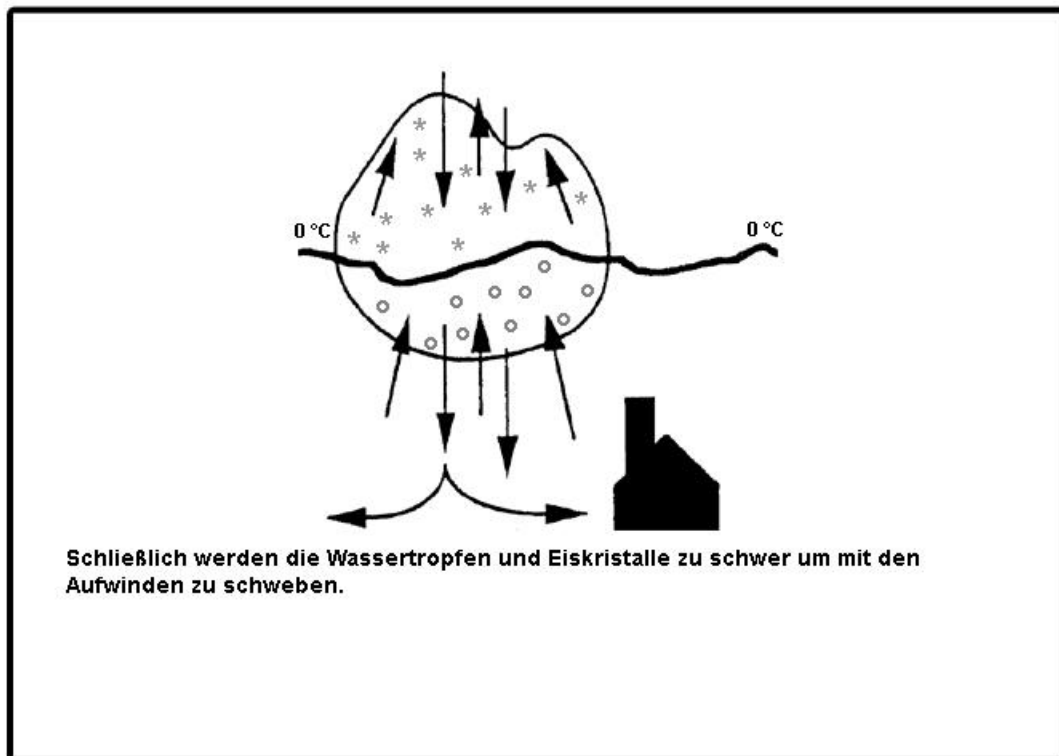 0 °C
0 °C
Schließlich werden die Wassertropfen und Eiskristalle zu schwer um mit den
Aufwinden zu schweben.